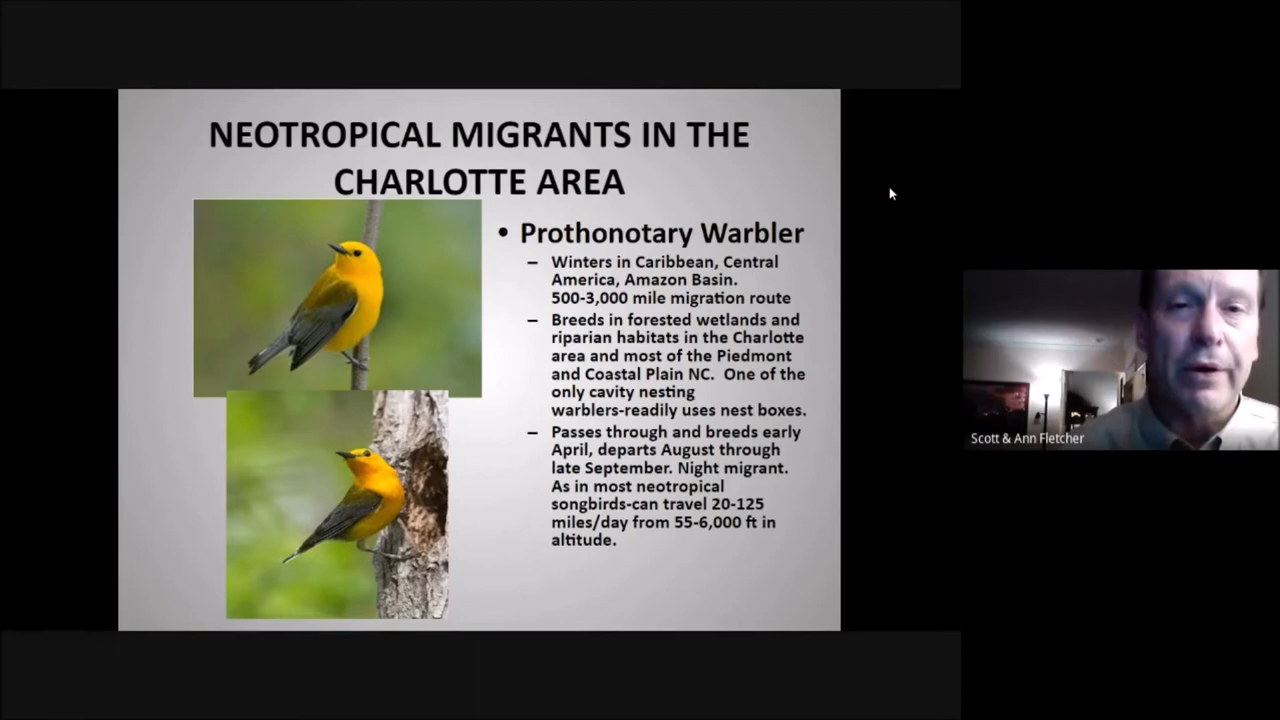 NEOTROPICAL MIGRANTS IN THE
CHARLOTTE AREA
• Prothonotary Warbler
– Winters in Caribbean, Central
America, Amazon Basin.
500-3,000 mile migration route
– Breeds in forested wetlands and
riparian habitats in the Charlotte
area and most of the Piedmont
and Coastal Plain NC.  One of the
only cavity nesting
warblers-readily uses nest boxes.
– Passes through and breeds early
April, departs August through
late September. Night migrant.
As in most neotropical
songbirds-can travel 20-125
miles/day from 55-6,000 ft in
altitude.
Scott & Ann Fletcher